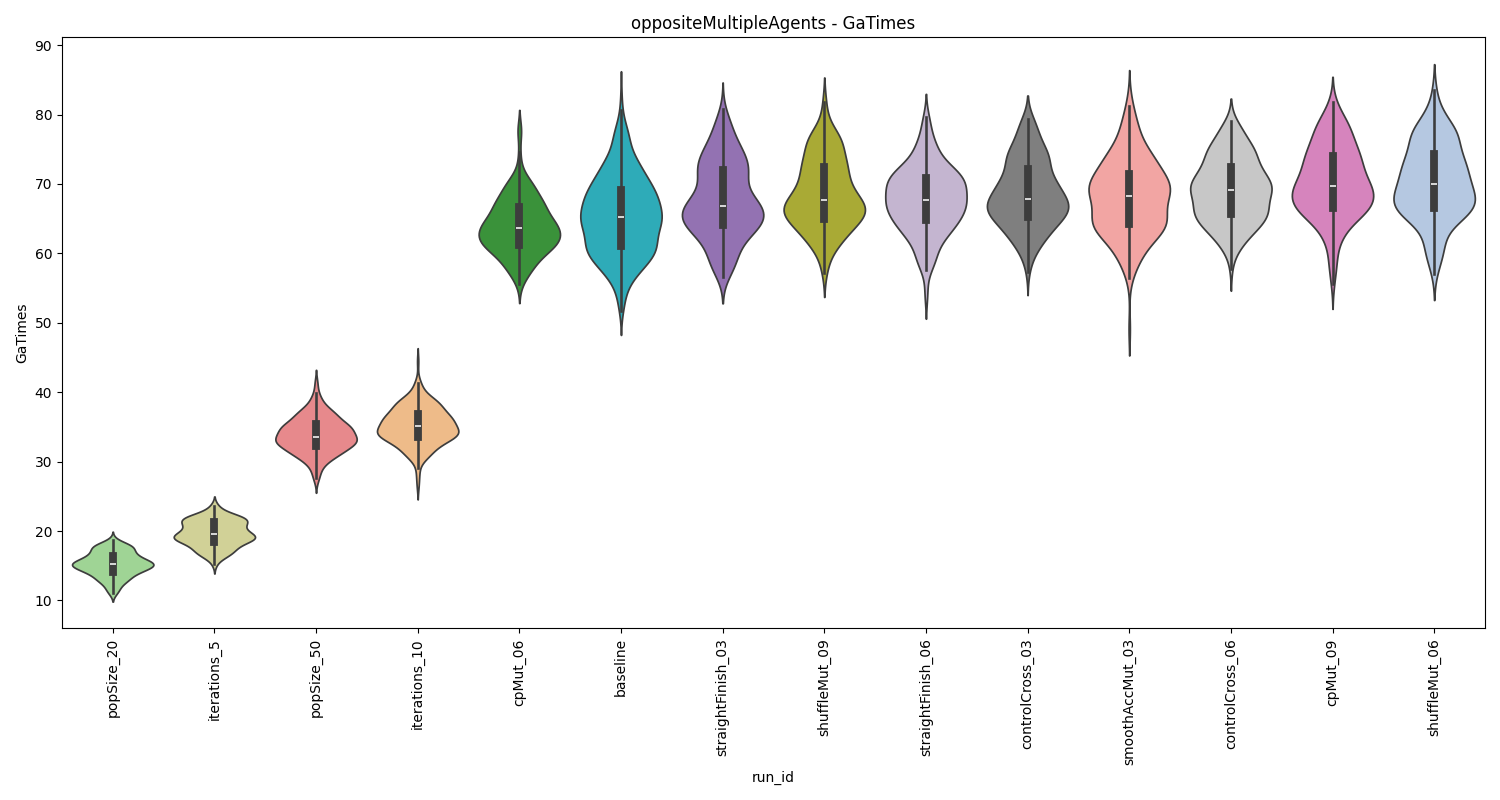 oppositeMultipleAgents - GaTimes
90
80
70
60
50
40
30
20
10
GaTimes
popSize_20
iterations_5
popSize_50
iterations_10
cpMut_06
baseline
straightFinish_03
shuffleMut_09
straightFinish_06
controlCross_03
smoothAccMut_03
controlCross_06
cpMut_09
shuffleMut_06
run_id